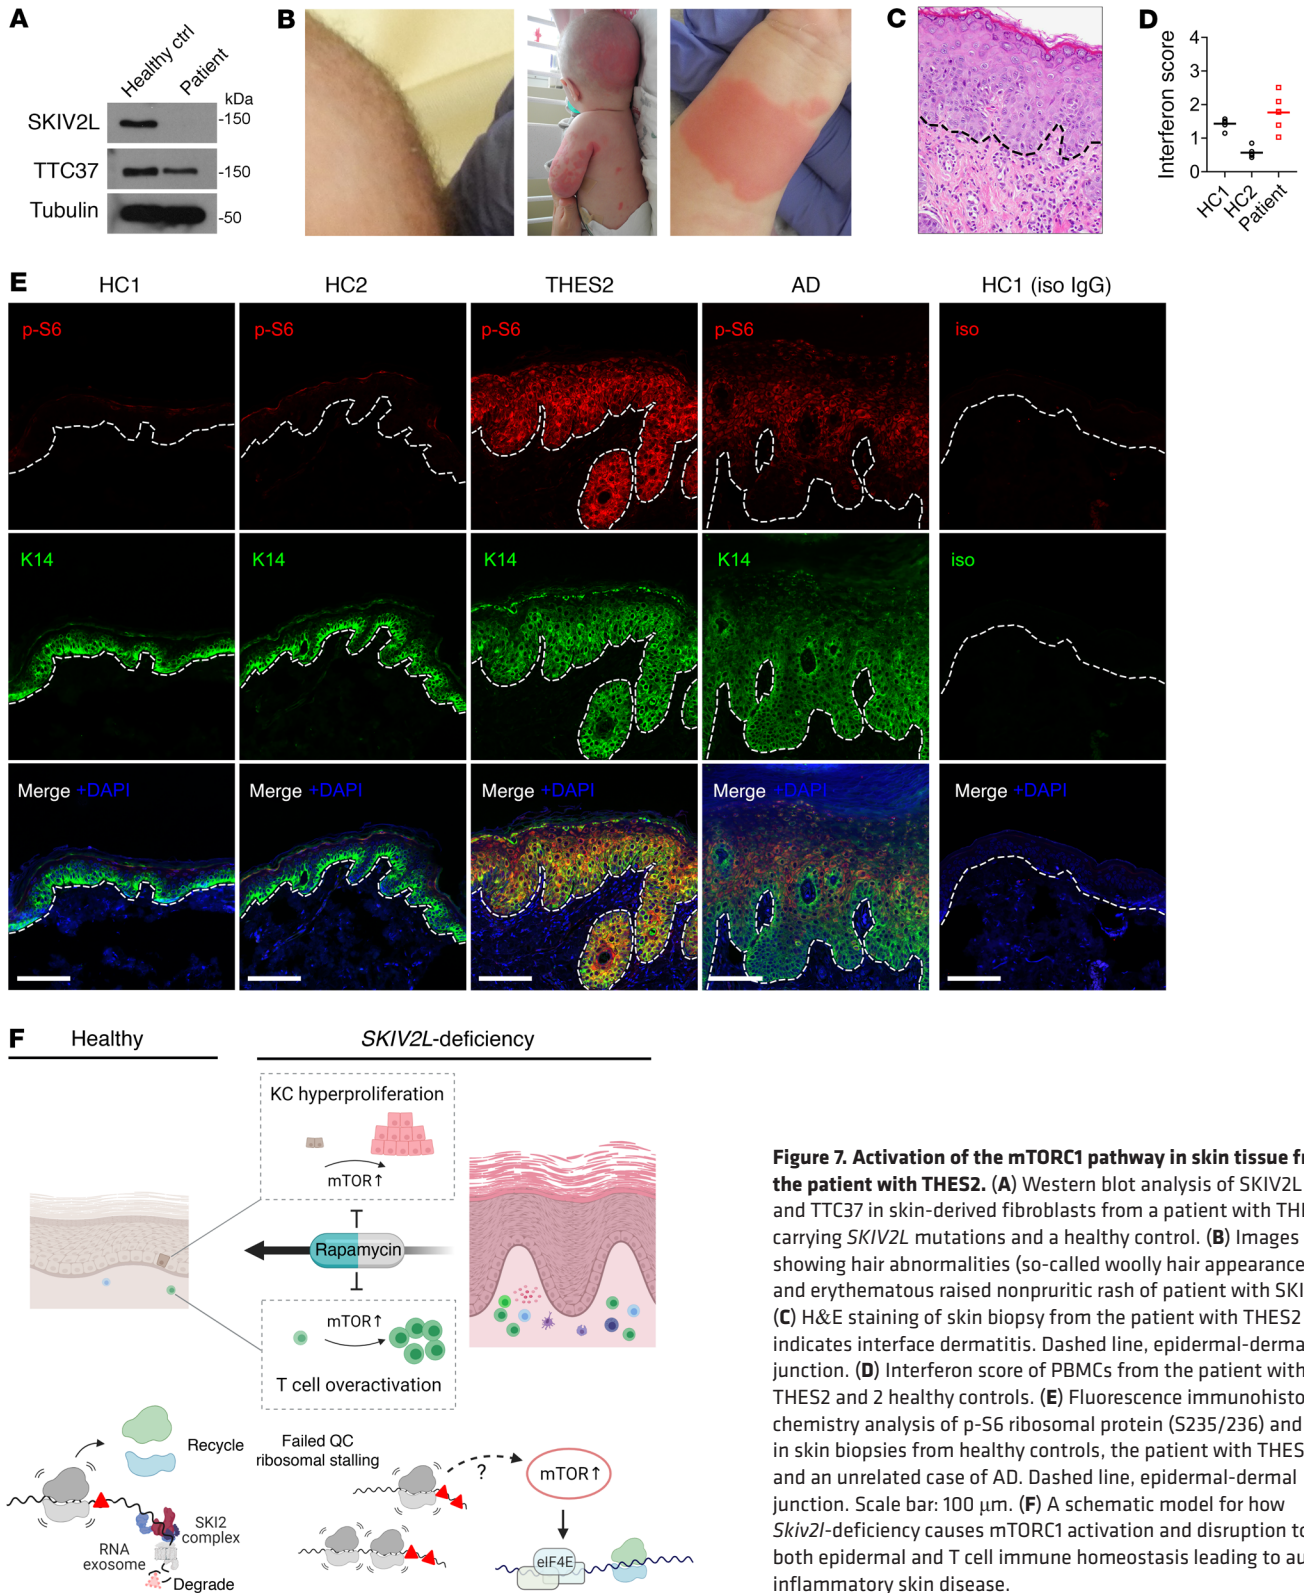 A
Healthy ctrl
Patient
kDa
SKIV2L
-150
TTC37
-150
Tubulin
-50
B
C
D
Interferon score
4
3
2
1
0
HC1
HC2
Patient
E
HC1
HC2
THES2
AD
HC1 (iso IgG)
p-S6
p-S6
p-S6
p-S6
iso
K14
K14
K14
K14
iso
Merge +DAPI
Merge +DAPI
Merge +DAPI
Merge +DAPI
Merge +DAPI
F
Healthy
SKIV2L-deficiency
KC hyperproliferation
mTOR↑
Rapamycin
mTOR↑
T cell overactivation
Recycle
SKI2
complex
RNA
exosome
Degrade
Failed QC
ribosomal stalling
?
mTOR↑
eIF4E
Figure 7. Activation of the mTORC1 pathway in skin tissue
the patient with THES2. (A) Western blot analysis of SKIV2L
and TTC37 in skin-derived fibroblasts from a patient with
carrying SKIV2L mutations and a healthy control. (B) Images
showing hair abnormalities (so-called woolly hair appearance
and erythematous raised nonpruritic rash of patient with
(C) H&E staining of skin biopsy from the patient with THES2
indicates interface dermatitis. Dashed line, epidermal-dermal
junction. (D) Interferon score of PBMCs from the patient with
THES2 and 2 healthy controls. (E) Fluorescence immunohisto
chemistry analysis of p-S6 ribosomal protein (S235/236) and
in skin biopsies from healthy controls, the patient with
and an unrelated case of AD. Dashed line, epidermal-dermal
junction. Scale bar: 100 μm. (F) A schematic model for how
Skiv2l-deficiency causes mTORC1 activation and disruption to
both epidermal and T cell immune homeostasis leading to
inflammatory skin disease.